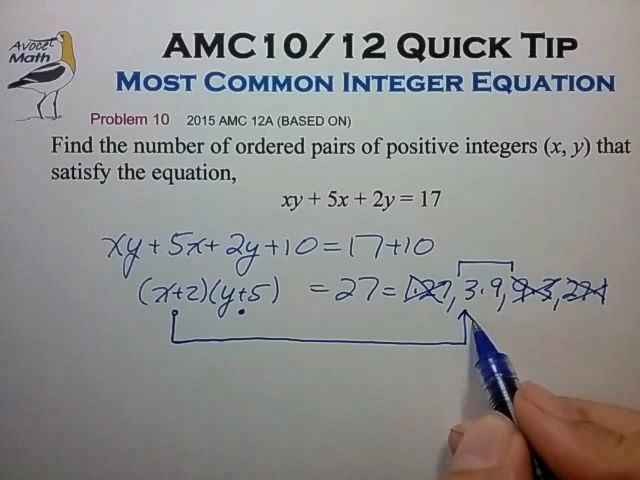 Avocet
Math
AMC10/12 QUICK TIP
MOST COMMON INTEGER EQUATION
Problem 10 2015 AMC 12A (BASED ON)
Find the number of ordered pairs of positive integers (x, y) that
satisfy the equation,
xy + 5x + 2y = 17
xy+5x+2y+10=17+10
(x+2)(y+5) =27=1·27, 3·9, 9·3, 27·1